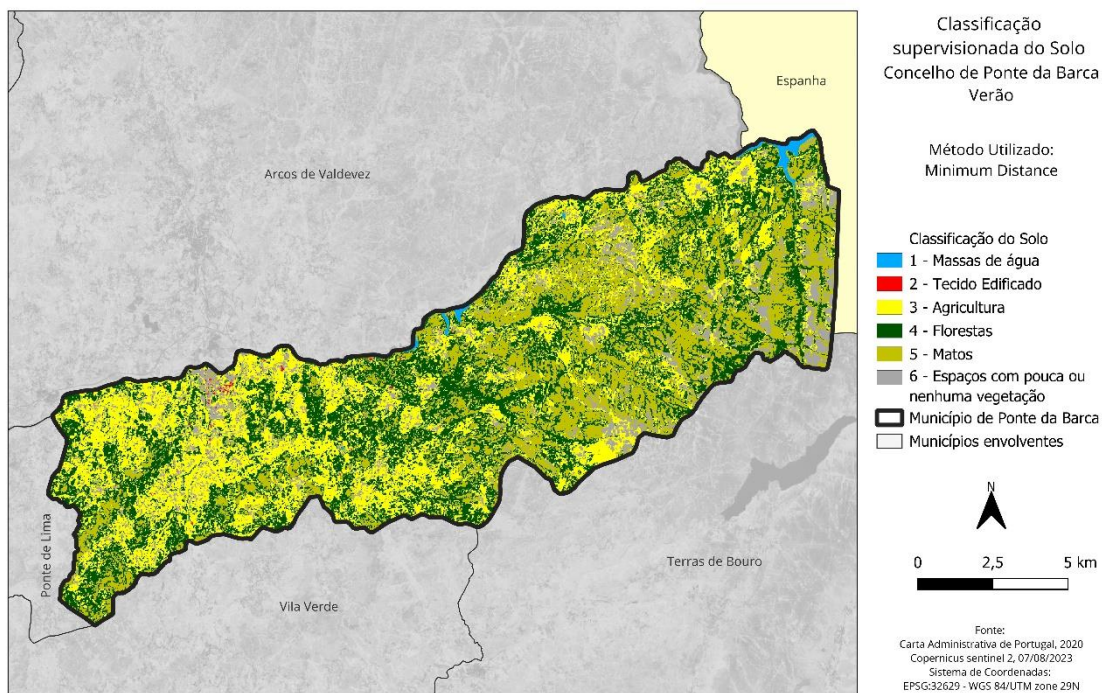 Classificação
supervisionada do Solo
Concelho de Ponte da Barca
Verão
Método Utilizado:
Minimum Distance
Espanha
Arcos de Valdevez
Ponte de Lima
Vila Verde
Terras de Bouro
Classificação do Solo
1 - Massas de água
2 - Tecido Edificado
3 - Agricultura
4 - Florestas
5 - Matos
6 - Espaços com pouca ou
nenhuma vegetação
Município de Ponte da Barca
Municípios envolventes
N
0 2,5 5 km
Fonte:
Carta Administrativa de Portugal, 2020
Copernicus sentinel 2, 07/08/2023
Sistema de Coordenadas:
EPSG:32629 - WGS 84/UTM zone 29N